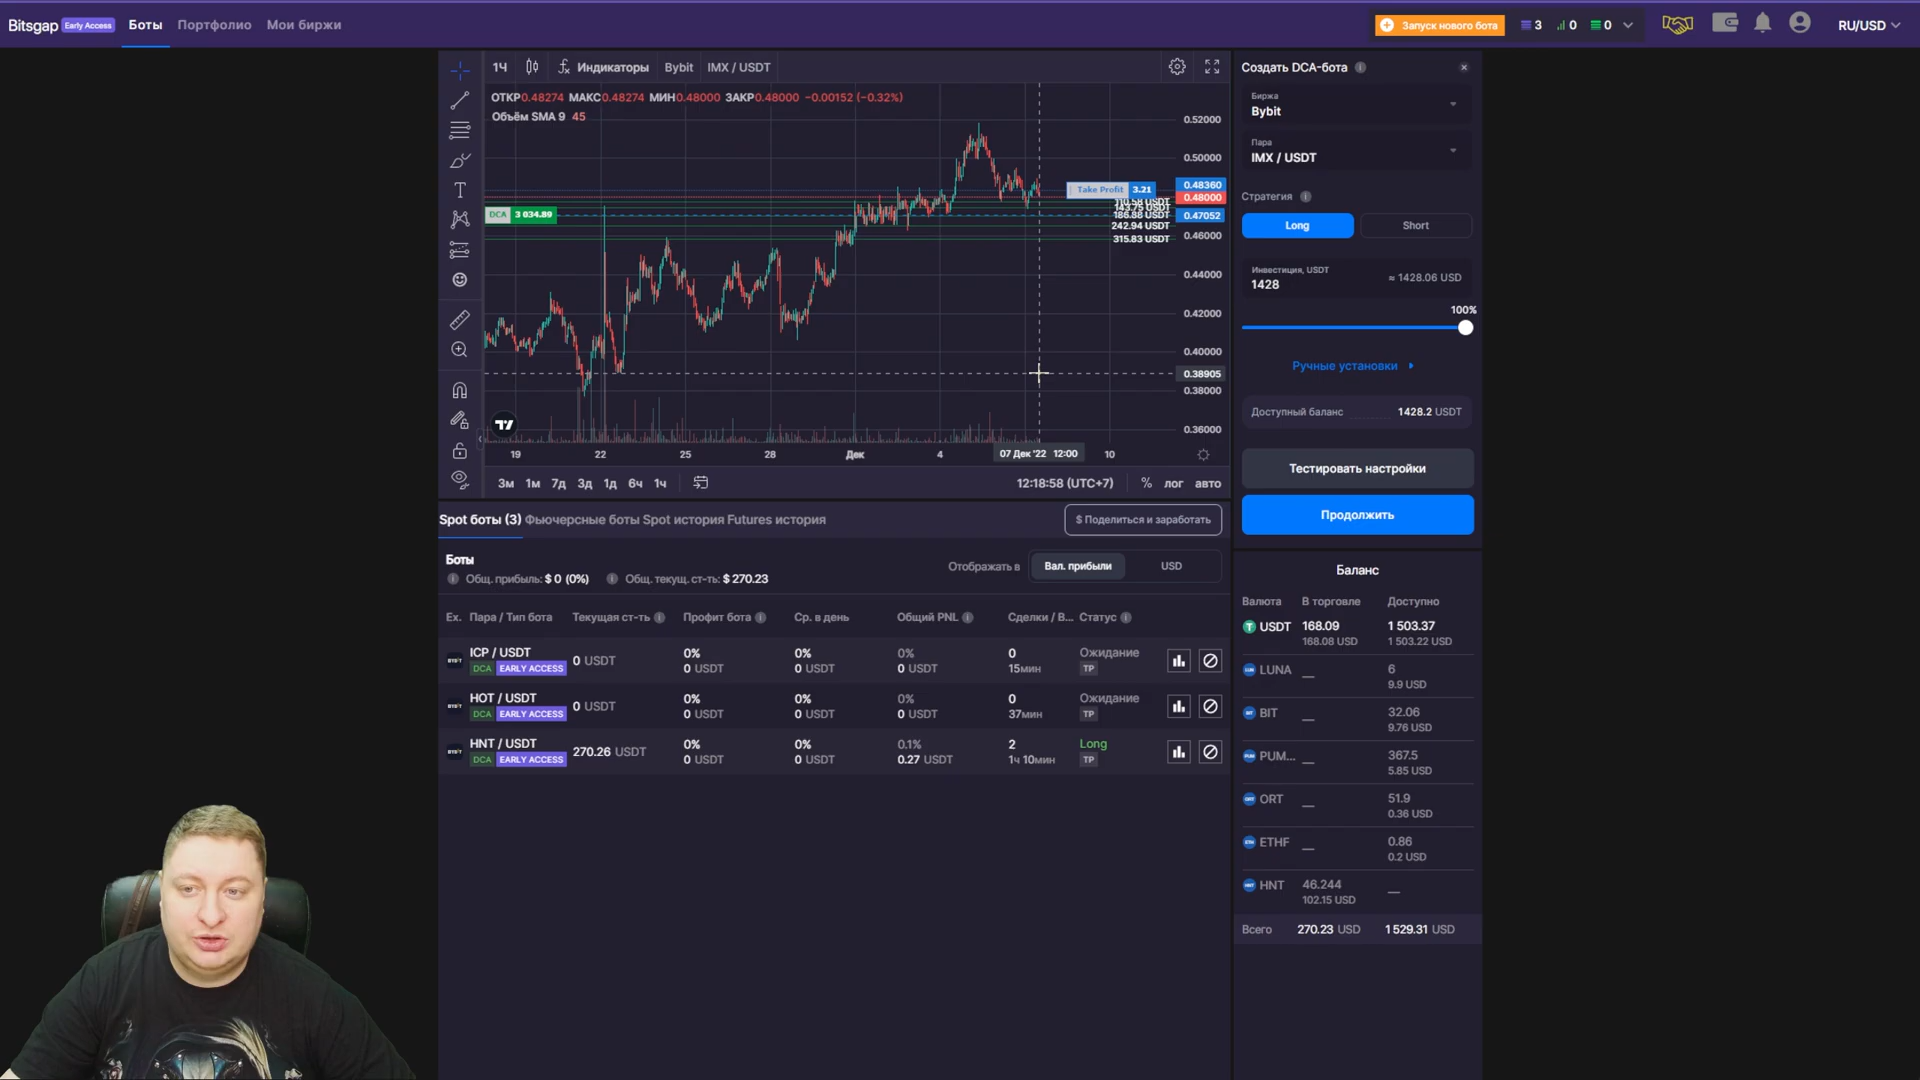 Bitsgap Early Access Боты Портфолио Мои биржи
Запуск нового бота 3 0 0 RU/USD
1Ч Индикаторы Bybit IMX / USDT
ОТКР0.48274 МАКС0.48274 МИН0.48000 ЗАКР0.48000 −0.00152 (−0.32%)
Объём SMA 9 45
0.52000
0.50000
Take Profit 3.21
0.48360
0.48000
110.58 USDT
143.75 USDT
DCA 3 034.89
186.88 USDT
0.47052
242.94 USDT
0.46000
315.83 USDT
0.44000
0.42000
0.40000
0.38905
0.38000
0.36000
19 22 25 28 Дек 4 07 Дек '22 12:00 10
3м 1м 7д 3д 1д 6ч 1ч
12:18:58 (UTC+7) % лог авто
Создать DCA-бота
Биржа
Bybit
Пара
IMX / USDT
Стратегия
Long Short
Инвестиция, USDT
1428
≈ 1428.06 USD
100%
Ручные установки
Доступный баланс 1428.2 USDT
Тестировать настройки
Продолжить
Spot боты (3) Фьючерсные боты Spot история Futures история
$ Поделиться и заработать
Боты
Общ. прибыль: $ 0 (0%) Общ. текущ. ст-ть: $ 270.23
Отображать в Вал. прибыли USD
Ex. Пара / Тип бота Текущая ст-ть Профит бота Ср. в день Общий PNL Сделки / В... Статус
ICP / USDT
DCA EARLY ACCESS
0 USDT
0%
0 USDT
0%
0 USDT
0%
0 USDT
0
15мин
Ожидание
TP
HOT / USDT
DCA EARLY ACCESS
0 USDT
0%
0 USDT
0%
0 USDT
0%
0 USDT
0
37мин
Ожидание
TP
HNT / USDT
DCA EARLY ACCESS
270.26 USDT
0%
0 USDT
0%
0 USDT
0.1%
0.27 USDT
2
1ч 10мин
Long
TP
Баланс
Валюта В торговле Доступно
USDT 168.09 1 503.37
168.08 USD 1 503.22 USD
LUNA — 6
9.9 USD
BIT — 32.06
9.76 USD
PUM... — 367.5
5.85 USD
ORT — 51.9
0.36 USD
ETHF — 0.86
0.2 USD
HNT 46.244 —
102.15 USD
Всего 270.23 USD 1 529.31 USD